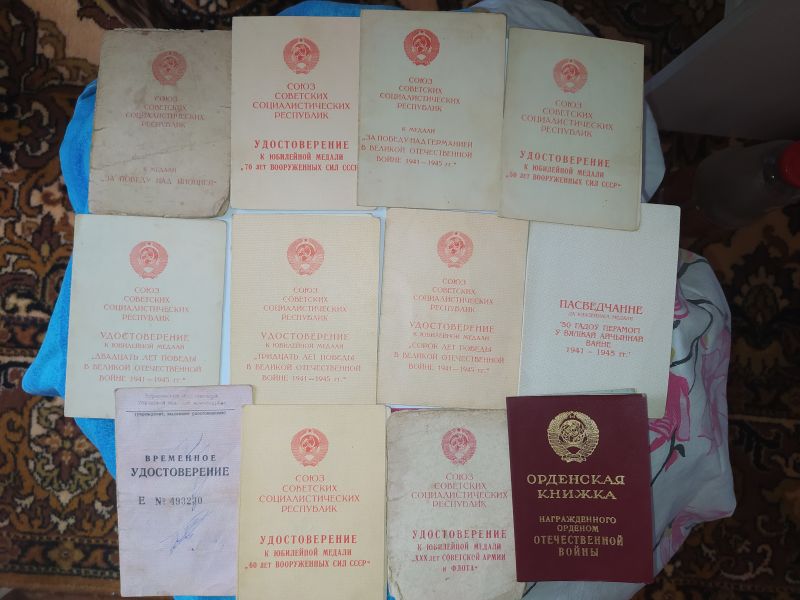 СОЮЗ
СОВЕТСКИХ
СОЦИАЛИСТИЧЕСКИХ
РЕСПУБЛИК
К МЕДАЛИ
„ЗА ПОБЕДУ НАД ЯПОНИЕЙ“
СОЮЗ
СОВЕТСКИХ
СОЦИАЛИСТИЧЕСКИХ
РЕСПУБЛИК
УДОСТОВЕРЕНИЕ
К ЮБИЛЕЙНОЙ МЕДАЛИ
„70 ЛЕТ ВООРУЖЕННЫХ СИЛ СССР“
СОЮЗ
СОВЕТСКИХ
СОЦИАЛИСТИЧЕСКИХ
РЕСПУБЛИК
К МЕДАЛИ
„ЗА ПОБЕДУ НАД ГЕРМАНИЕЙ
В ВЕЛИКОЙ ОТЕЧЕСТВЕННОЙ
ВОЙНЕ 1941—1945 гг.“
СОЮЗ
СОВЕТСКИХ
СОЦИАЛИСТИЧЕСКИХ
РЕСПУБЛИК
УДОСТОВЕРЕНИЕ
К ЮБИЛЕЙНОЙ МЕДАЛИ
„50 ЛЕТ ВООРУЖЕННЫХ СИЛ СССР“
СОЮЗ
СОВЕТСКИХ
СОЦИАЛИСТИЧЕСКИХ
РЕСПУБЛИК
УДОСТОВЕРЕНИЕ
К ЮБИЛЕЙНОЙ МЕДАЛИ
„ДВАДЦАТЬ ЛЕТ ПОБЕДЫ
В ВЕЛИКОЙ ОТЕЧЕСТВЕННОЙ
ВОЙНЕ 1941—1945 гг.“
СОЮЗ
СОВЕТСКИХ
СОЦИАЛИСТИЧЕСКИХ
РЕСПУБЛИК
УДОСТОВЕРЕНИЕ
К ЮБИЛЕЙНОЙ МЕДАЛИ
„ТРИДЦАТЬ ЛЕТ ПОБЕДЫ
В ВЕЛИКОЙ ОТЕЧЕСТВЕННОЙ
ВОЙНЕ 1941—1945 гг.“
СОЮЗ
СОВЕТСКИХ
СОЦИАЛИСТИЧЕСКИХ
РЕСПУБЛИК
УДОСТОВЕРЕНИЕ
К ЮБИЛЕЙНОЙ МЕДАЛИ
„СОРОК ЛЕТ ПОБЕДЫ
В ВЕЛИКОЙ ОТЕЧЕСТВЕННОЙ
ВОЙНЕ 1941—1945 гг.“
ПАСВЕДЧАННЕ
ДА ЮБІЛЕЙНАГА МЕДАЛЯ
"50 ГАДОЎ ПЕРАМОГІ
Ў ВЯЛІКАЙ АЙЧЫННАЙ
ВАЙНЕ
1941—1945 гг."
ВРЕМЕННОЕ
УДОСТОВЕРЕНИЕ
Е № 493230
СОЮЗ
СОВЕТСКИХ
СОЦИАЛИСТИЧЕСКИХ
РЕСПУБЛИК
УДОСТОВЕРЕНИЕ
К ЮБИЛЕЙНОЙ МЕДАЛИ
„60 ЛЕТ ВООРУЖЕННЫХ СИЛ СССР“
СОЮЗ
СОВЕТСКИХ
СОЦИАЛИСТИЧЕСКИХ
РЕСПУБЛИК
УДОСТОВЕРЕНИЕ
К ЮБИЛЕЙНОЙ МЕДАЛИ
„XXX ЛЕТ СОВЕТСКОЙ АРМИИ
И ФЛОТА“
ОРДЕНСКАЯ
КНИЖКА
НАГРАЖДЕННОГО
ОРДЕНОМ
ОТЕЧЕСТВЕННОЙ
ВОЙНЫ